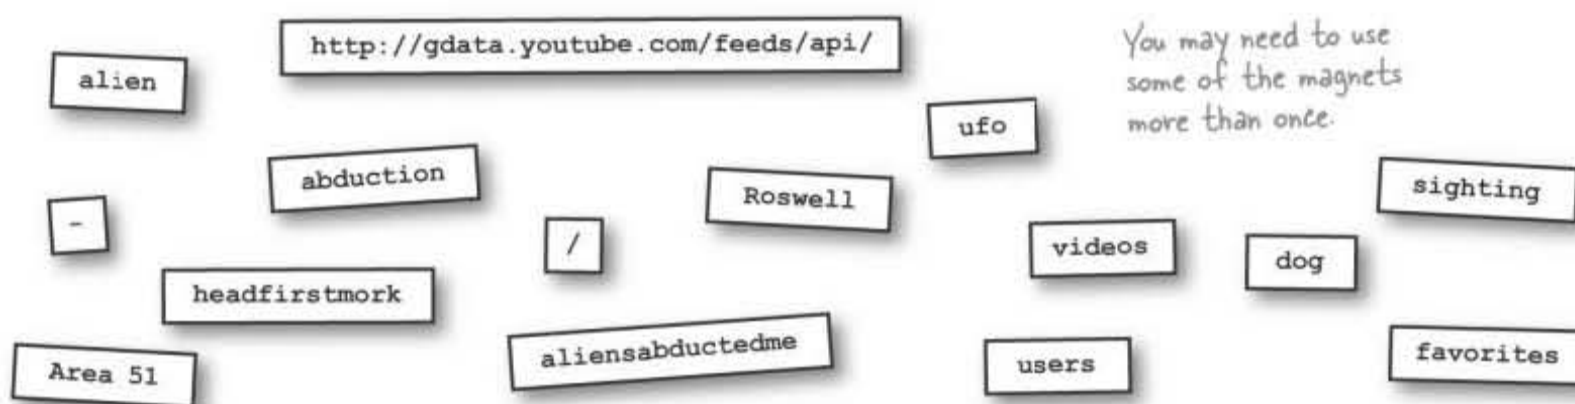 http://gdata.youtube.com/feeds/api/
You may need to use
some of the magnets
more than once.
alien
ufo
abduction
Roswell
sighting
-
/
videos
dog
headfirstmork
aliensabductedme
users
favorites
Area 51